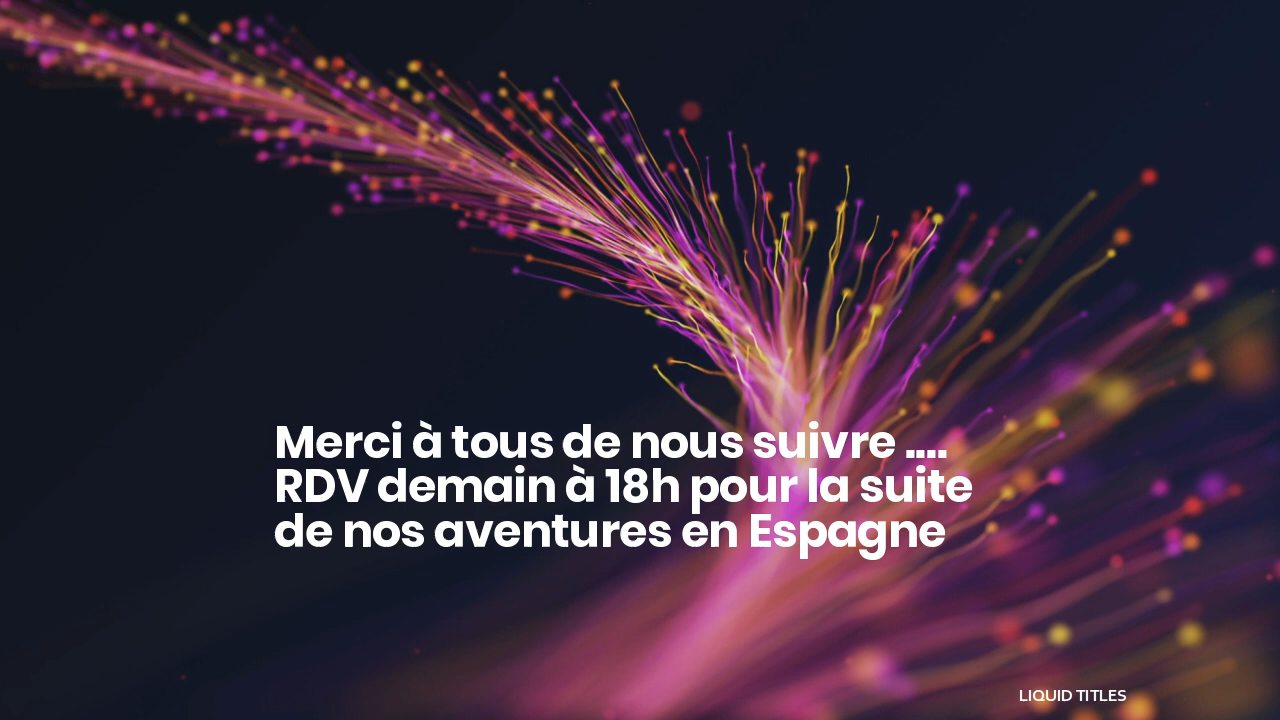 Merci à tous de nous suivre ....
RDV demain à 18h pour la suite
de nos aventures en Espagne
LIQUID TITLES